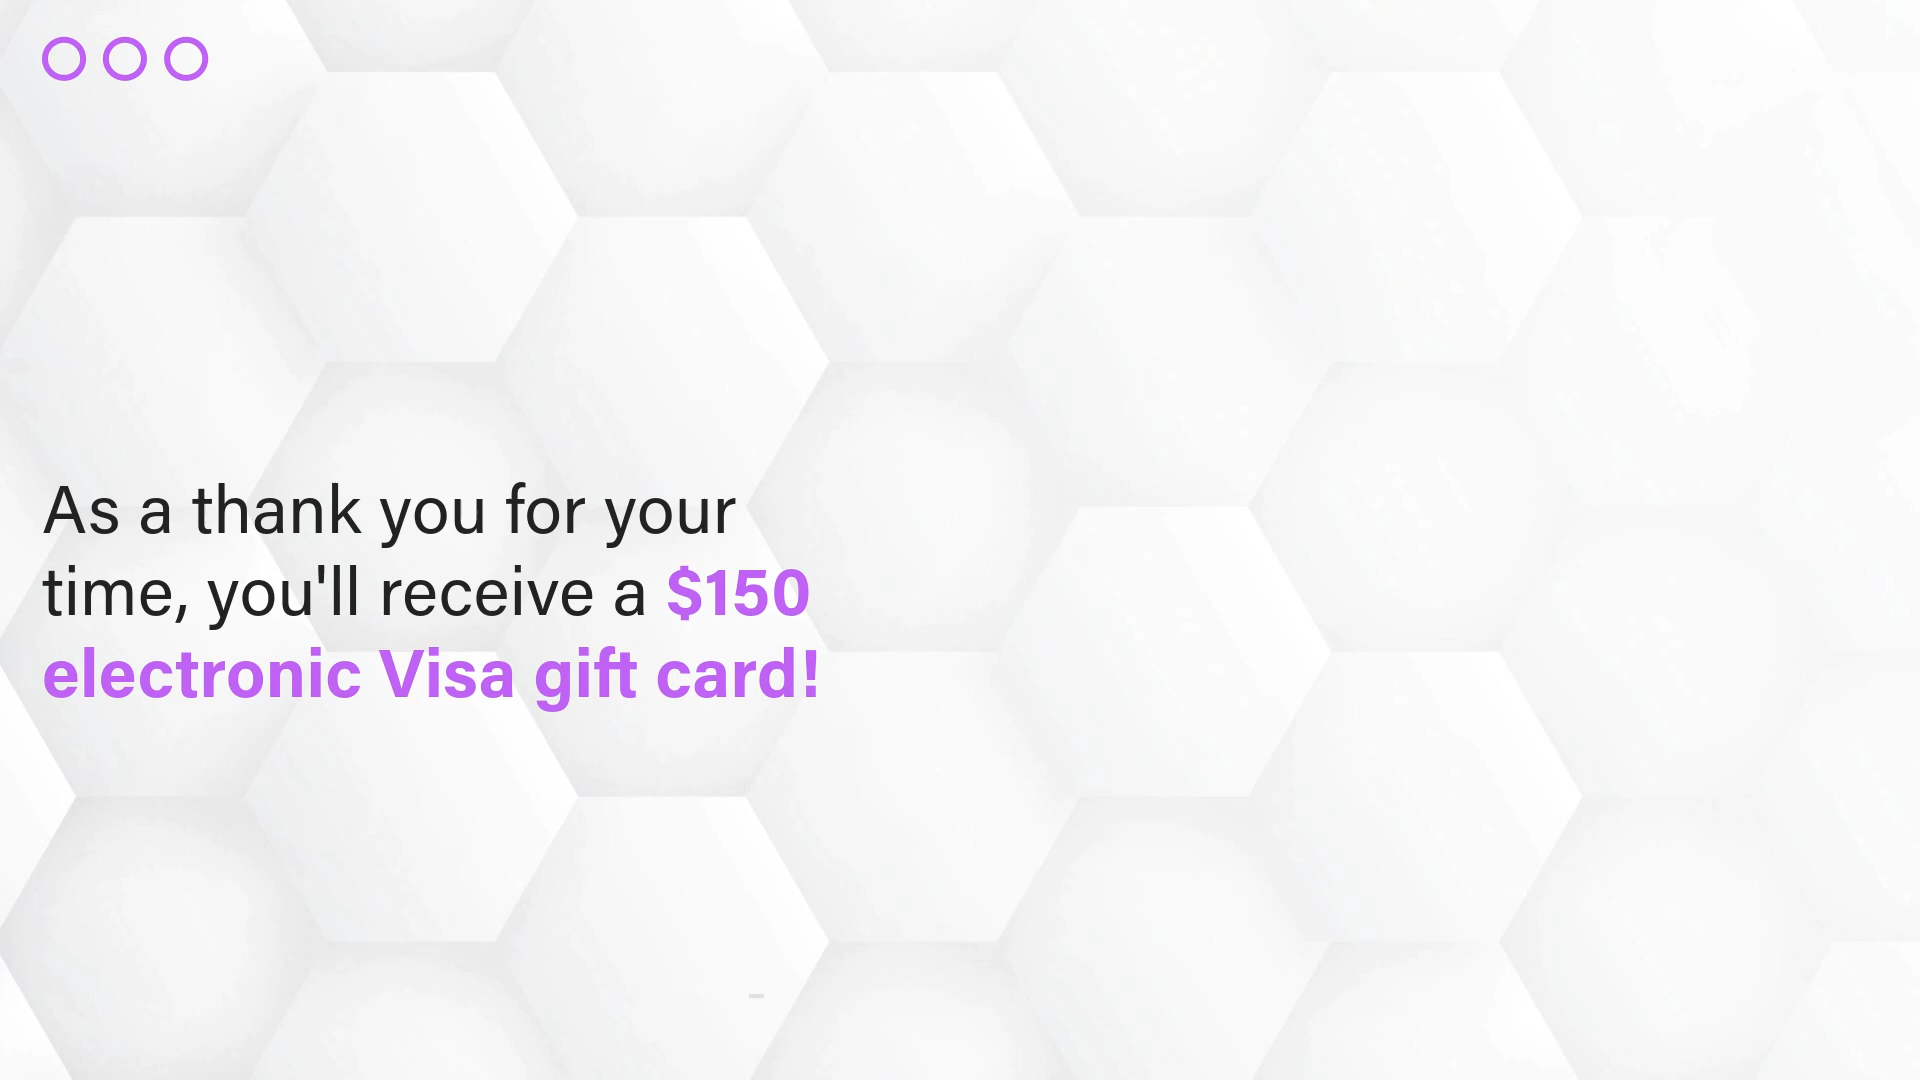 As a thank you for your
time, you'll receive a $150
electronic Visa gift card!